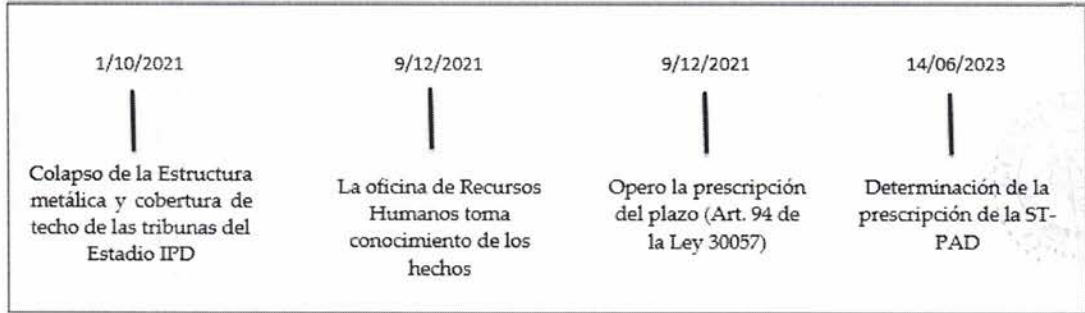 1/10/2021
Colapso de la Estructura
metálica y cobertura de
techo de las tribunas del
Estadio IPD
9/12/2021
La oficina de Recursos
Humanos toma
conocimiento de los
hechos
9/12/2021
Opero la prescripción
del plazo (Art. 94 de
la Ley 30057)
14/06/2023
Determinación de la
prescripción de la ST-
PAD